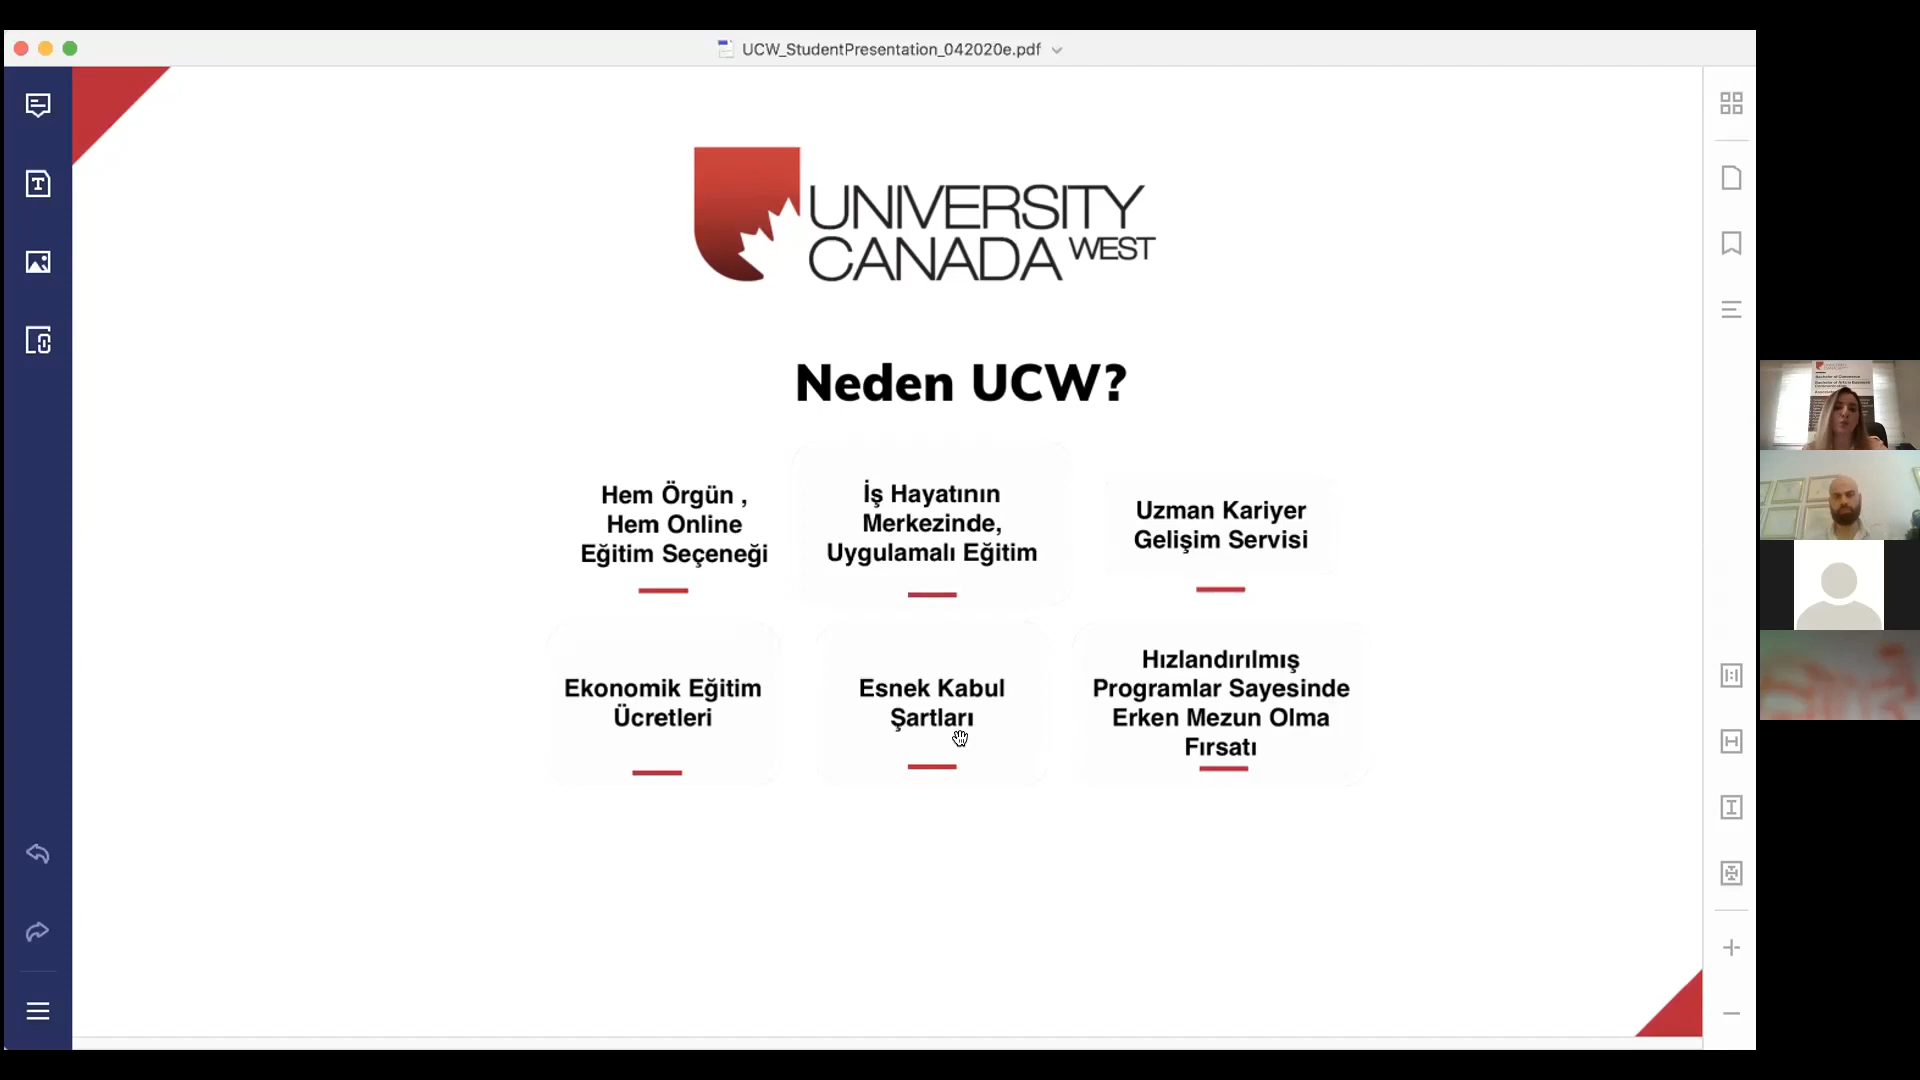 UCW_StudentPresentation_042020e.pdf
UNIVERSITY
CANADA WEST
Neden UCW?
Hem Örgün ,
Hem Online
Eğitim Seçeneği
İş Hayatının
Merkezinde,
Uygulamalı Eğitim
Uzman Kariyer
Gelişim Servisi
Ekonomik Eğitim
Ücretleri
Esnek Kabul
Şartları
Hızlandırılmış
Programlar Sayesinde
Erken Mezun Olma
Fırsatı